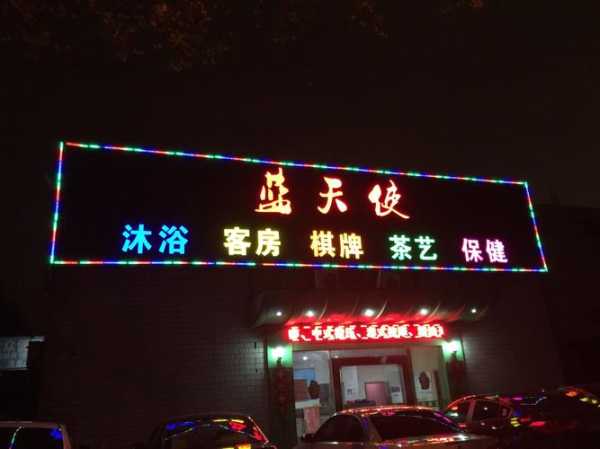 蓝天使
沐浴 客房 棋牌 茶艺 保健